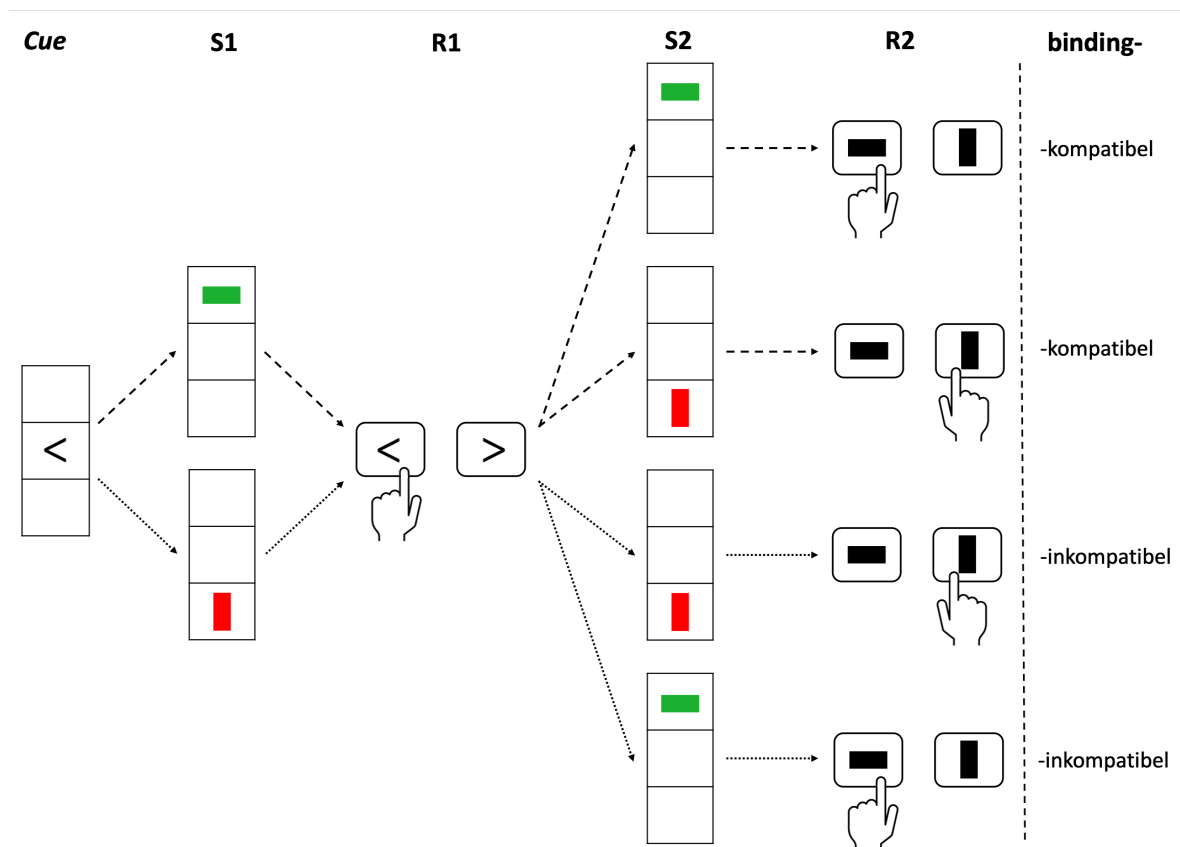 Cue S1 R1 S2 R2 binding-
-kompatibel
-kompatibel
<
< >
-inkompatibel
-inkompatibel